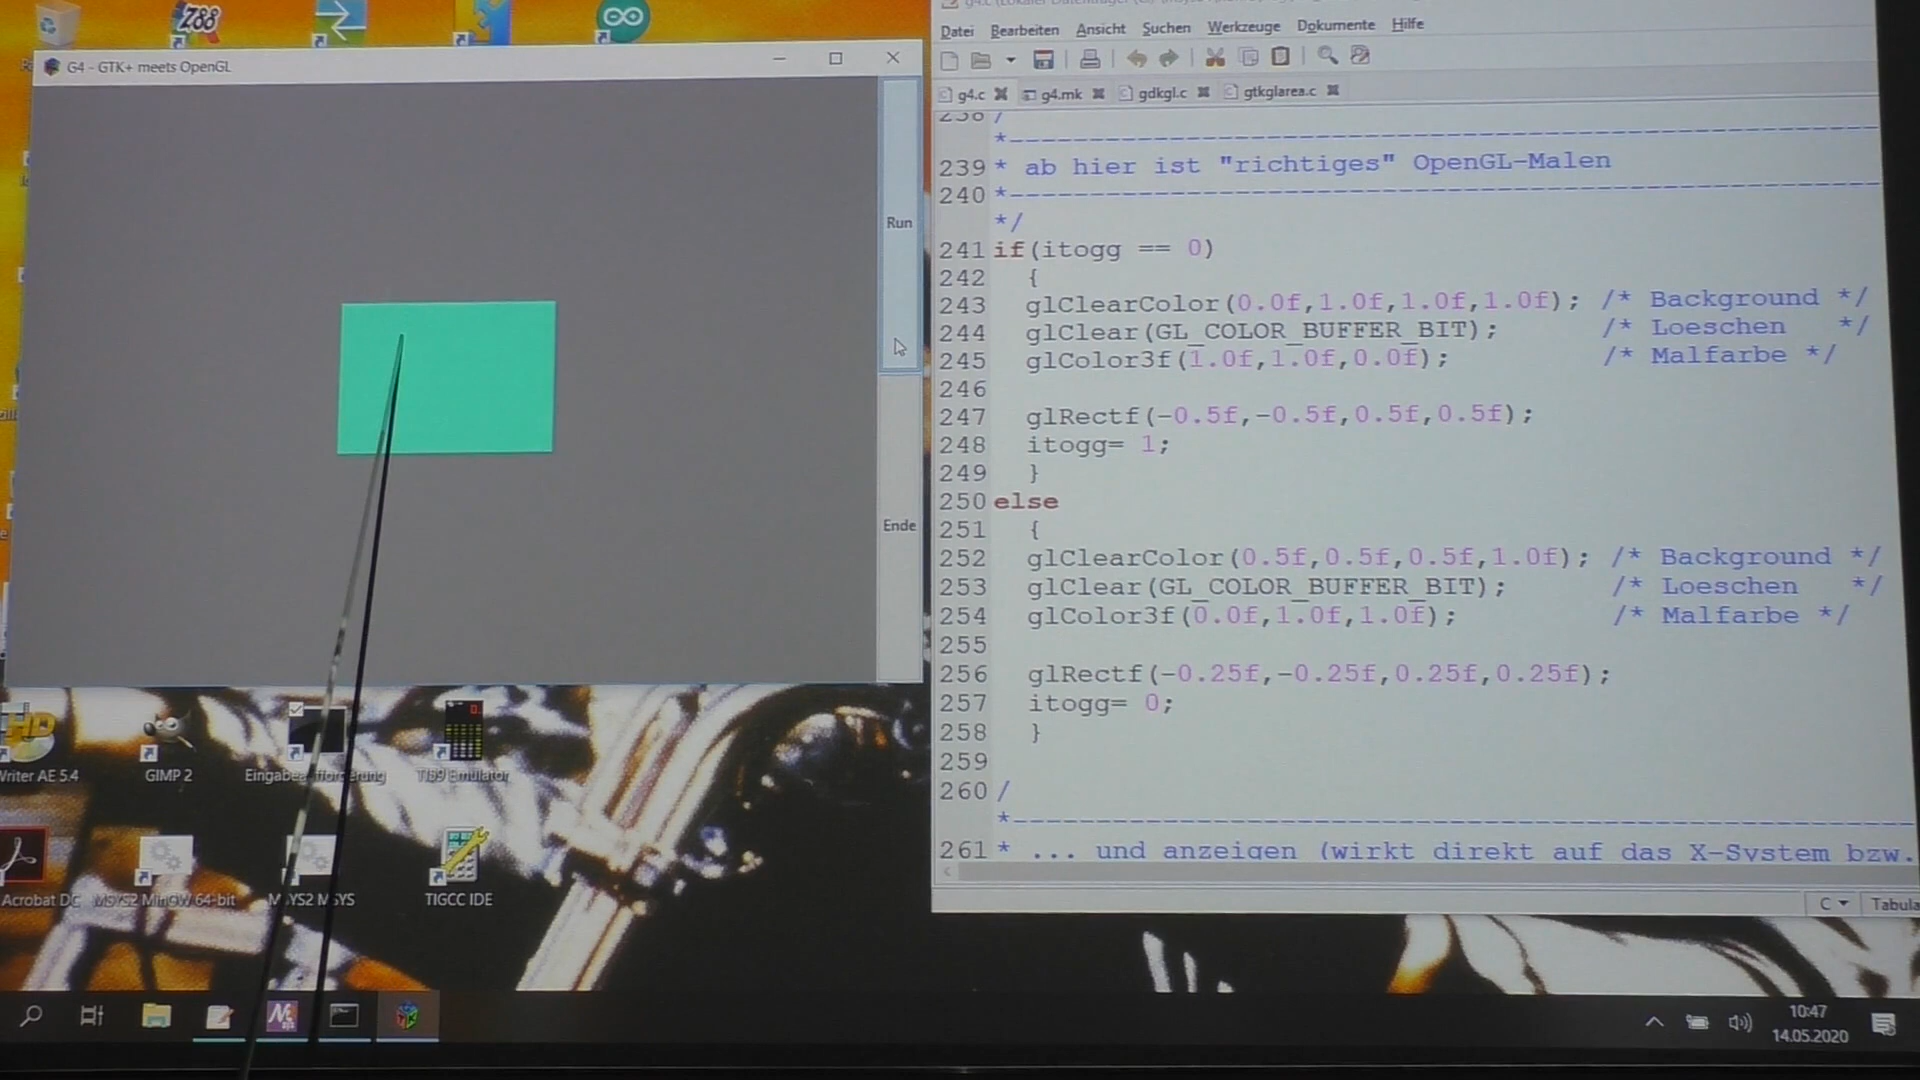 Z88
G4 - GTK+ meets OpenGL
Run
Ende
Datei Bearbeiten Ansicht Suchen Werkzeuge Dokumente Hilfe
g4.c g4.mk gdkgl.c gtkglarea.c
238 /
*------------------------------------------------------
239 * ab hier ist "richtiges" OpenGL-Malen
240 *------------------------------------------------------
*/
241 if(itogg == 0)
242 {
243 glClearColor(0.0f,1.0f,1.0f,1.0f); /* Background */
244 glClear(GL_COLOR_BUFFER_BIT); /* Loeschen */
245 glColor3f(1.0f,1.0f,0.0f); /* Malfarbe */
246
247 glRectf(-0.5f,-0.5f,0.5f,0.5f);
248 itogg= 1;
249 }
250 else
251 {
252 glClearColor(0.5f,0.5f,0.5f,1.0f); /* Background */
253 glClear(GL_COLOR_BUFFER_BIT); /* Loeschen */
254 glColor3f(0.0f,1.0f,1.0f); /* Malfarbe */
255
256 glRectf(-0.25f,-0.25f,0.25f,0.25f);
257 itogg= 0;
258 }
259
260 /
*------------------------------------------------------
261 * ... und anzeigen (wirkt direkt auf das X-System bzw.
C Tabula
HD
Writer AE 5.4
GIMP 2
Eingabeaufforderung
TI89 Emulator
Acrobat DC
MSYS2 MinGW 64-bit
MSYS2 MSYS
TIGCC IDE
10:47
14.05.2020